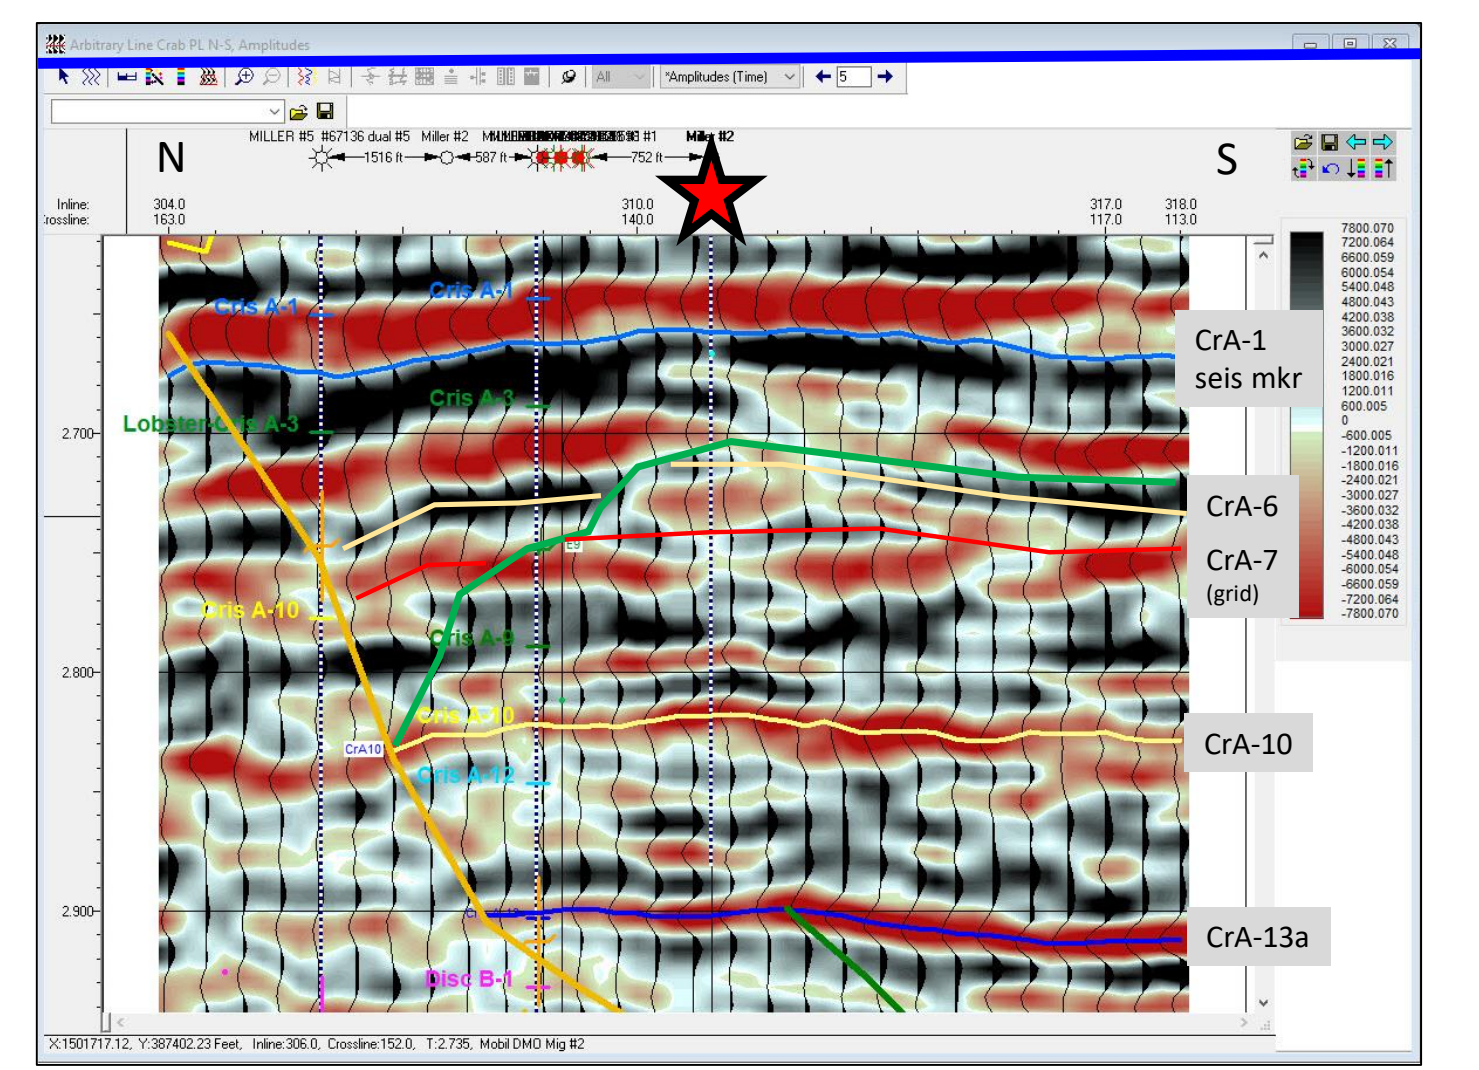 Arbitrary Line Crab PL N-S, Amplitudes
All *Amplitudes (Time) 5
MILLER #5 #67136 dual #5 Miller #2 #1 Miller #2
N 1516 ft 587 ft 752 ft S
Inline: 304.0 310.0 317.0 318.0
rossline: 163.0 140.0 117.0 113.0
7800.070
7200.064
6600.059
6000.054
5400.048
4800.043
4200.038
3600.032
3000.027
2400.021
1800.016
1200.011
600.005
0
-600.005
-1200.011
-1800.016
-2400.021
-3000.027
-3600.032
-4200.038
-4800.043
-5400.048
-6000.054
-6600.059
-7200.064
-7800.070
Cris A-1
Cris A-1
CrA-1
seis mkr
Cris A-3
Lobster-Cris A-3
2.700
CrA-6
E9
CrA-7
(grid)
Cris A-10
Cris A-9
2.800
Cris A-10
CrA10
CrA-10
Cris A-12
2.900
CrA-13a
Disc B-1
X:1501717.12, Y:387402.23 Feet, Inline:306.0, Crossline:152.0, T:2.735, Mobil DMO Mig #2